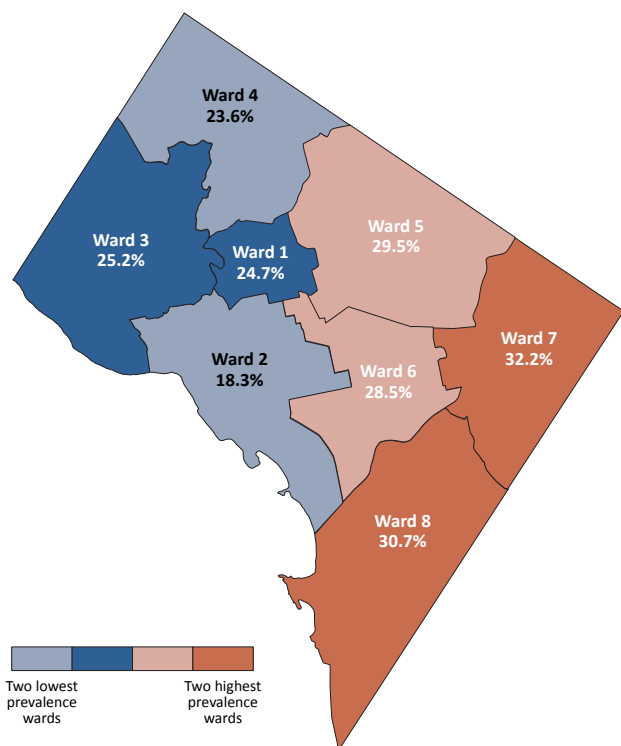 Ward 4
23.6%
Ward 5
29.5%
Ward 3
25.2%
Ward 1
24.7%
Ward 7
32.2%
Ward 2
18.3%
Ward 6
28.5%
Ward 8
30.7%
Two lowest
prevalence
wards
Two highest
prevalence
wards